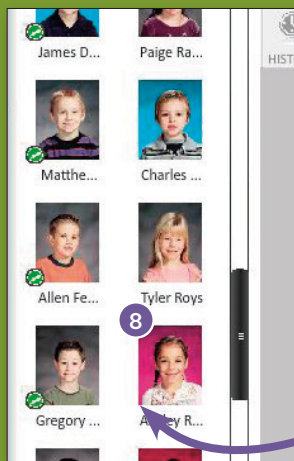 James D...
Paige Ra...
HIST
Matthe...
Charles ...
Allen Fe...
Tyler Roys
8
Gregory ...
R...